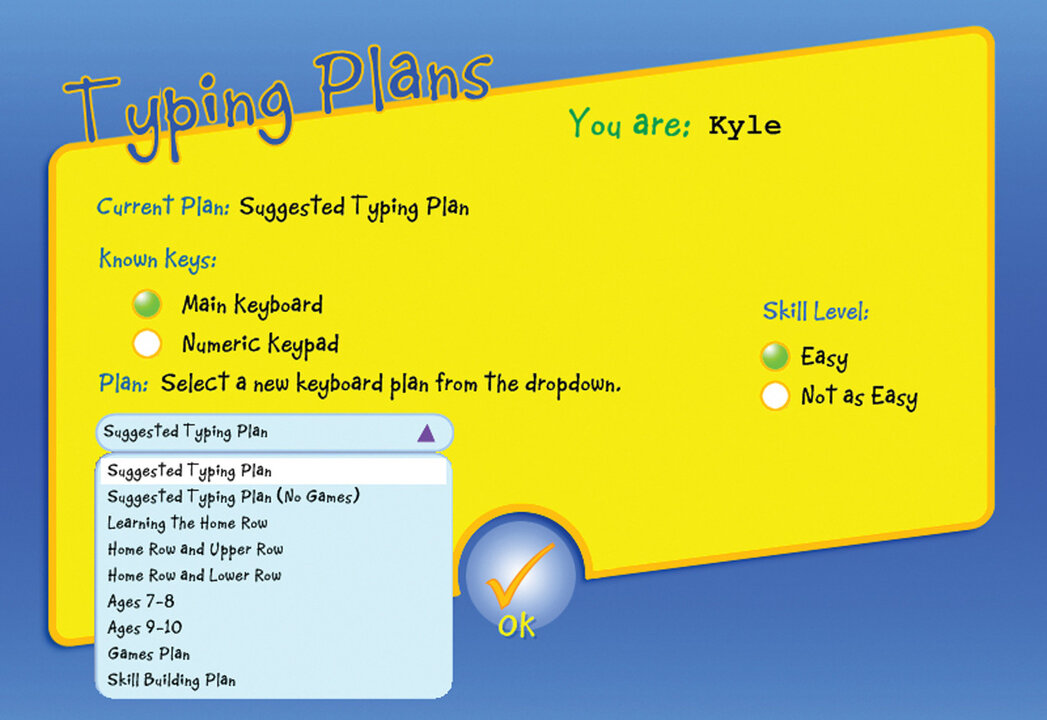 Typing Plans
You are: Kyle
Current Plan: Suggested Typing Plan
Known Keys:
Main Keyboard
Numeric Keypad
Skill Level:
Easy
Not as Easy
Plan: Select a new keyboard plan from the dropdown.
Suggested Typing Plan
Suggested Typing Plan
Suggested Typing Plan (No Games)
Learning the Home Row
Home Row and Upper Row
Home Row and Lower Row
Ages 7-8
Ages 9-10
Games Plan
Skill Building Plan
ok